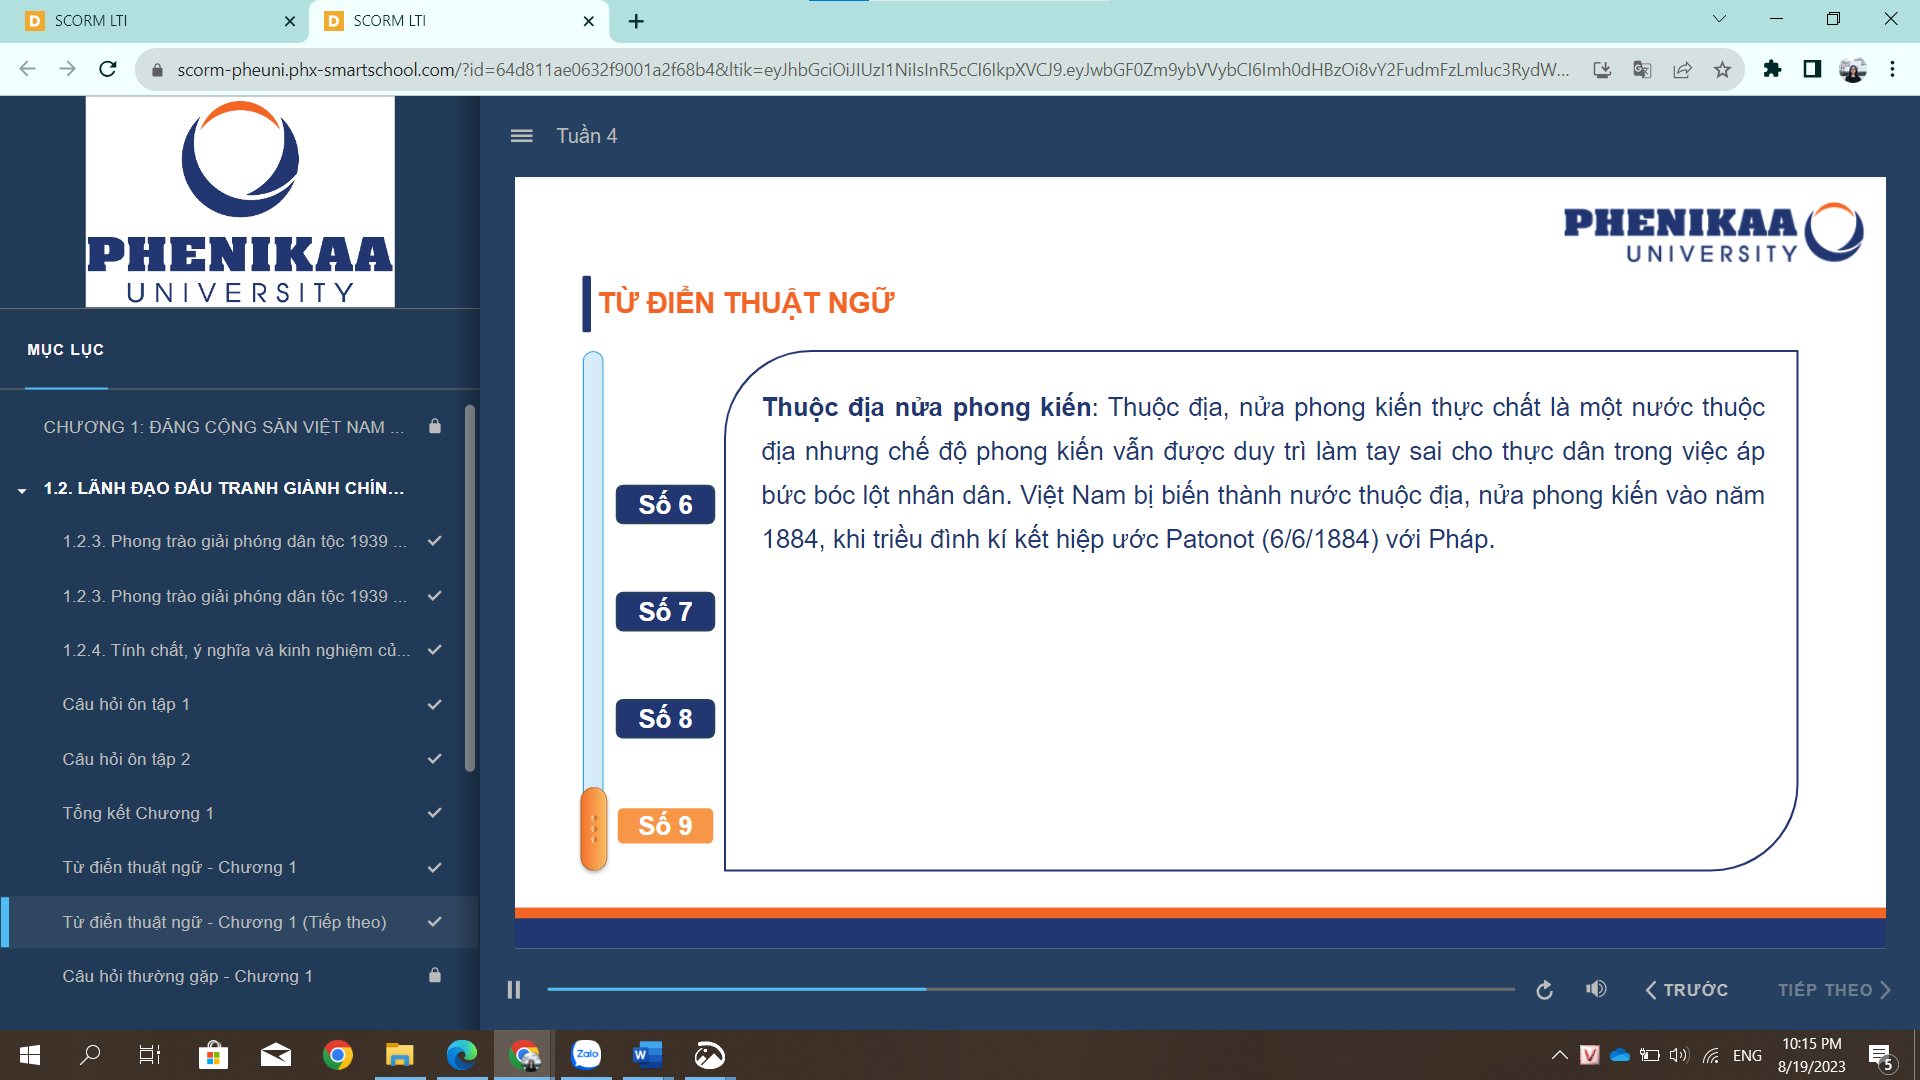 SCORM LTI
SCORM LTI
scorm-pheuni.phx-smartschool.com/?id=64d811ae0632f9001a2f68b4&ltik=eyJhbGciOiJIUzI1NiIsInR5cCI6IkpXVCJ9.eyJwbGF0Zm9ybVVybCI6Imh0dHBzOi8vY2FudmFzLmluc3RydW...
PHENIKAA
UNIVERSITY
MỤC LỤC
CHƯƠNG 1: ĐẢNG CỘNG SẢN VIỆT NAM ...
1.2. LÃNH ĐẠO ĐẤU TRANH GIÀNH CHÍN...
1.2.3. Phong trào giải phóng dân tộc 1939 ...
1.2.3. Phong trào giải phóng dân tộc 1939 ...
1.2.4. Tính chất, ý nghĩa và kinh nghiệm củ...
Câu hỏi ôn tập 1
Câu hỏi ôn tập 2
Tổng kết Chương 1
Từ điển thuật ngữ - Chương 1
Từ điển thuật ngữ - Chương 1 (Tiếp theo)
Câu hỏi thường gặp - Chương 1
Tuần 4
PHENIKAA
UNIVERSITY
TỪ ĐIỂN THUẬT NGỮ
Số 6
Số 7
Số 8
Số 9
Thuộc địa nửa phong kiến: Thuộc địa, nửa phong kiến thực chất là một nước thuộc
địa nhưng chế độ phong kiến vẫn được duy trì làm tay sai cho thực dân trong việc áp
bức bóc lột nhân dân. Việt Nam bị biến thành nước thuộc địa, nửa phong kiến vào năm
1884, khi triều đình kí kết hiệp ước Patonot (6/6/1884) với Pháp.
TRƯỚC
TIẾP THEO
Zalo
W
V
ENG
10:15 PM
8/19/2023
5